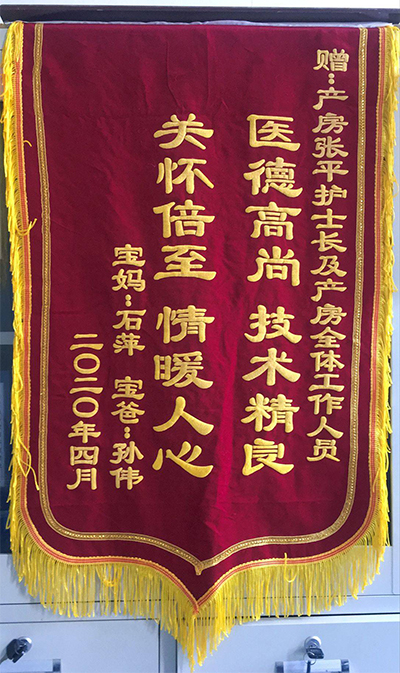 赠:产房张平护士长及产房全体工作人员
医德高尚 技术精良
关怀倍至 情暖人心
宝妈:石萍 宝爸:孙伟
二〇二〇年四月